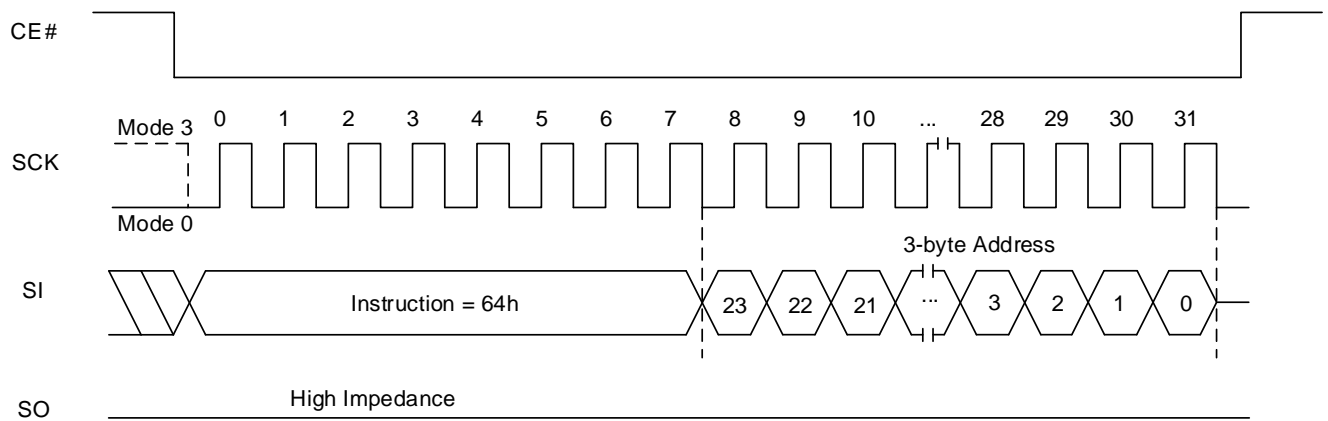 CE#
Mode 3 0 1 2 3 4 5 6 7 8 9 10 ... 28 29 30 31
SCK
Mode 0
3-byte Address
SI Instruction = 64h 23 22 21 ... 3 2 1 0
High Impedance
SO